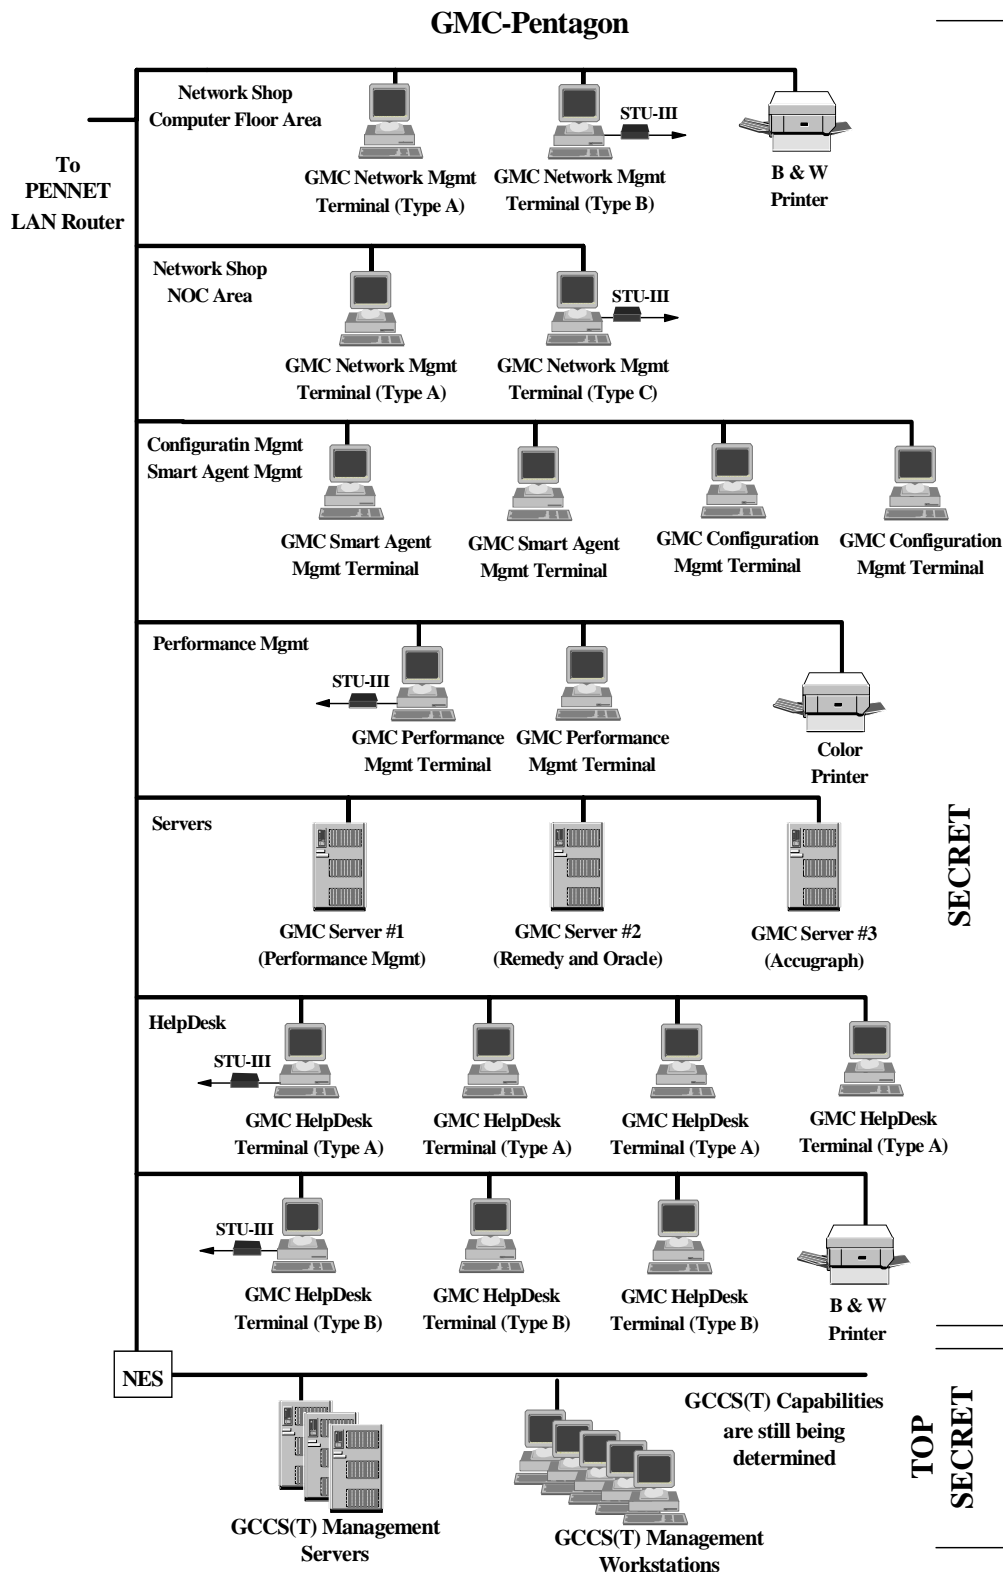 GMC-Pentagon
Network Shop
Computer Floor Area
STU-III
To
PENNET
LAN Router
GMC Network Mgmt
Terminal (Type A)
GMC Network Mgmt
Terminal (Type B)
B & W
Printer
Network Shop
NOC Area
STU-III
GMC Network Mgmt
Terminal (Type A)
GMC Network Mgmt
Terminal (Type C)
Configuratin Mgmt
Smart Agent Mgmt
GMC Smart Agent
Mgmt Terminal
GMC Smart Agent
Mgmt Terminal
GMC Configuration
Mgmt Terminal
GMC Configuration
Mgmt Terminal
Performance Mgmt
STU-III
GMC Performance
Mgmt Terminal
GMC Performance
Mgmt Terminal
Color
Printer
Servers
GMC Server #1
(Performance Mgmt)
GMC Server #2
(Remedy and Oracle)
GMC Server #3
(Accugraph)
SECRET
HelpDesk
STU-III
GMC HelpDesk
Terminal (Type A)
GMC HelpDesk
Terminal (Type A)
GMC HelpDesk
Terminal (Type A)
GMC HelpDesk
Terminal (Type A)
STU-III
GMC HelpDesk
Terminal (Type B)
GMC HelpDesk
Terminal (Type B)
GMC HelpDesk
Terminal (Type B)
B & W
Printer
NES
GCCS(T) Capabilities
are still being
determined
TOP
SECRET
GCCS(T) Management
Servers
GCCS(T) Management
Workstations